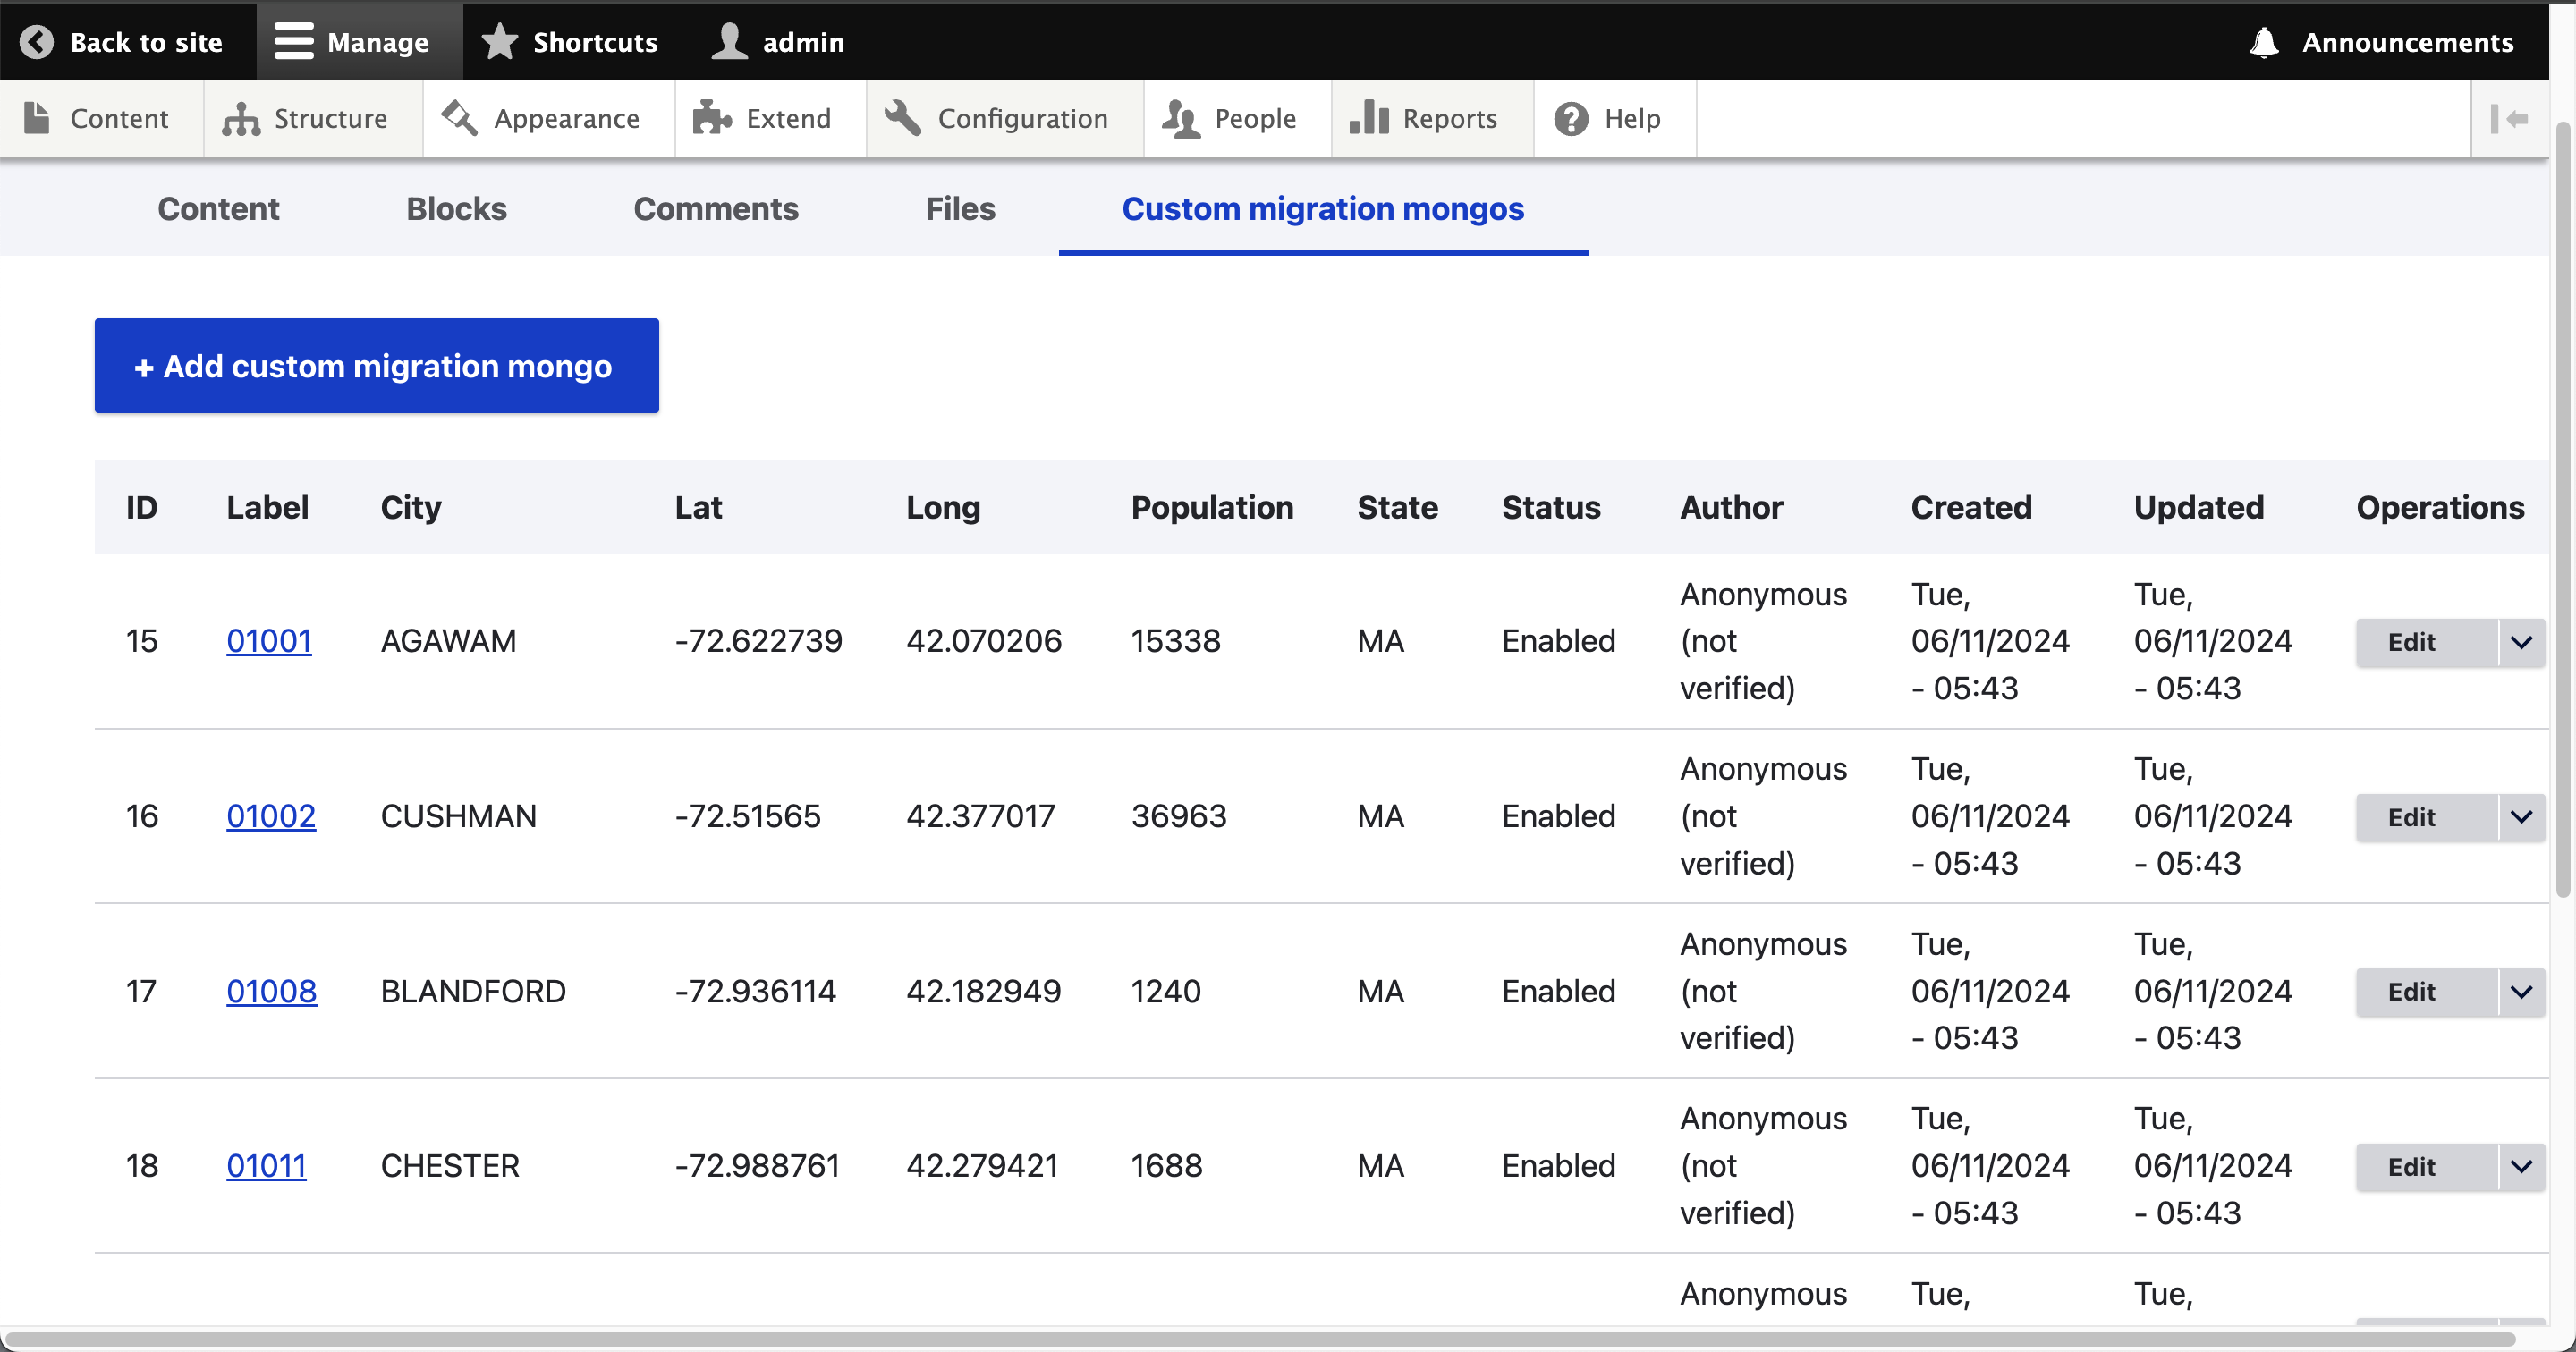 Back to site Manage Shortcuts admin Announcements
Content Structure Appearance Extend Configuration People Reports Help
Content Blocks Comments Files Custom migration mongos
+ Add custom migration mongo
ID Label City Lat Long Population State Status Author Created Updated Operations
15 01001 AGAWAM -72.622739 42.070206 15338 MA Enabled Anonymous (not verified) Tue, 06/11/2024 - 05:43 Tue, 06/11/2024 - 05:43 Edit
16 01002 CUSHMAN -72.51565 42.377017 36963 MA Enabled Anonymous (not verified) Tue, 06/11/2024 - 05:43 Tue, 06/11/2024 - 05:43 Edit
17 01008 BLANDFORD -72.936114 42.182949 1240 MA Enabled Anonymous (not verified) Tue, 06/11/2024 - 05:43 Tue, 06/11/2024 - 05:43 Edit
18 01011 CHESTER -72.988761 42.279421 1688 MA Enabled Anonymous (not verified) Tue, 06/11/2024 - 05:43 Tue, 06/11/2024 - 05:43 Edit
Anonymous Tue, Tue,